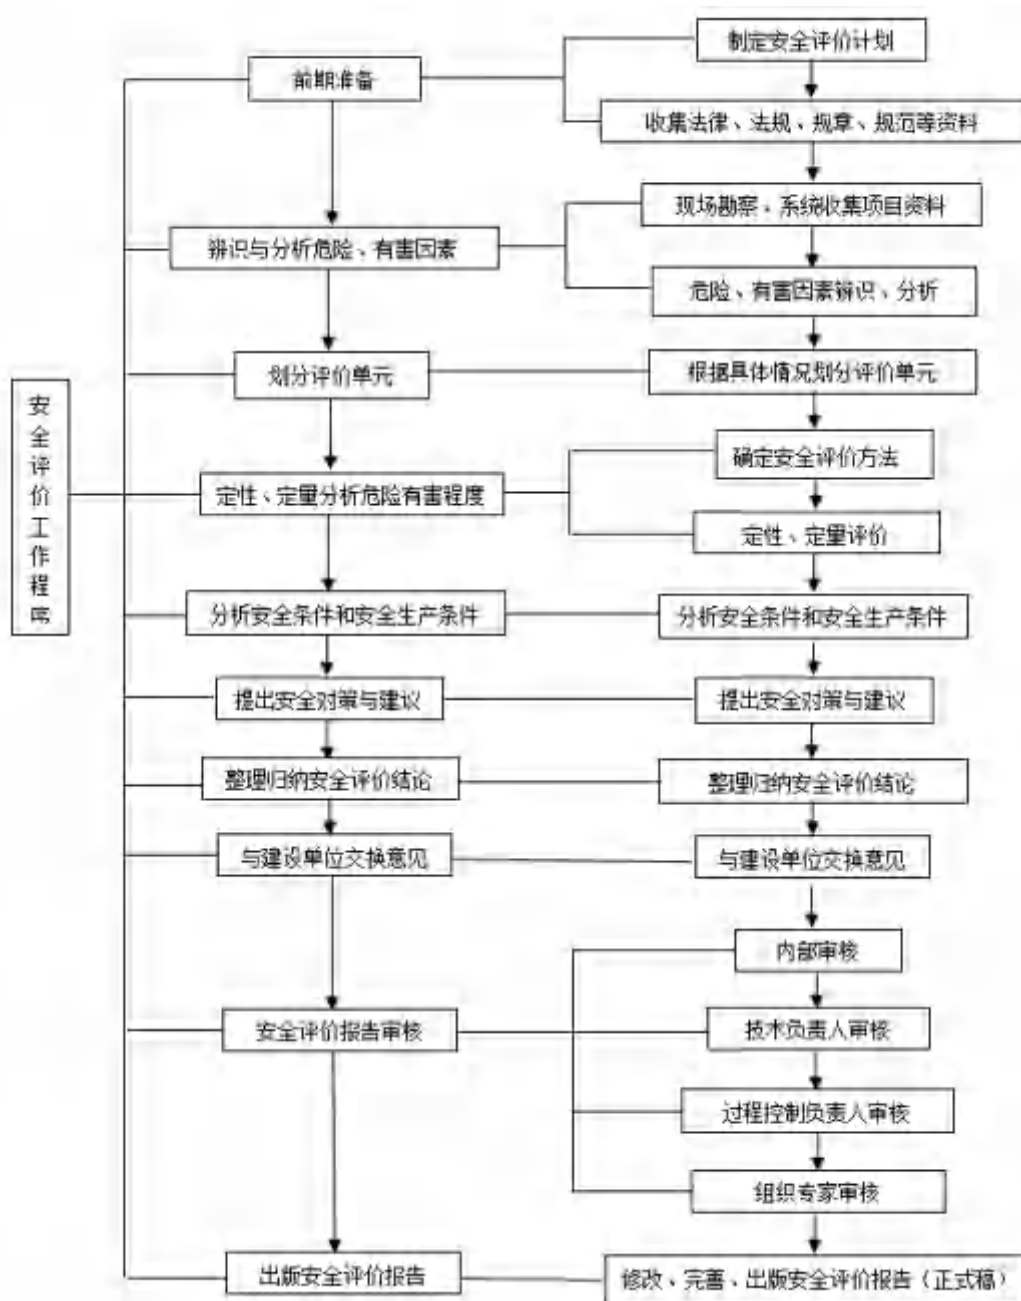 制定安全评价计划
前期准备
收集法律、法规、规章、规范等资料
现场勘察、系统收集项目资料
辨识与分析危险、有害因素
危险、有害因素辨识、分析
划分评价单元
根据具体情况划分评价单元
安全评价工作程序
确定安全评价方法
定性、定量分析危险有害程度
定性、定量评价
分析安全条件和安全生产条件
分析安全条件和安全生产条件
提出安全对策与建议
提出安全对策与建议
整理归纳安全评价结论
整理归纳安全评价结论
与建设单位交换意见
与建设单位交换意见
内部审核
安全评价报告审核
技术负责人审核
过程控制负责人审核
组织专家审核
出版安全评价报告
修改、完善、出版安全评价报告（正式稿）